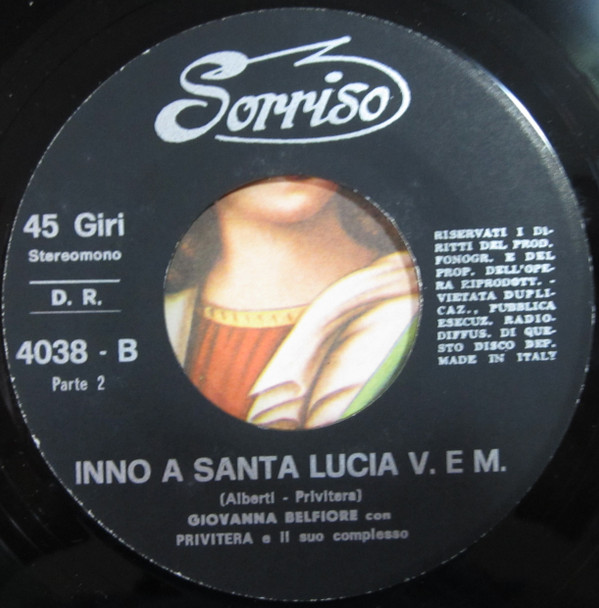 Sorriso
45 Giri
Stereomono
D. R.
4038 - B
Parte 2
RISERVATI I DI-
RITTI DEL PROD.
FONOGR. E DEL
PROP. DELL'OPE-
RA RIPRODOTT. -
VIETATA DUPLI-
CAZ., PUBBLICA
ESECUZ. RADIO-
DIFFUS. DI QUE-
STO DISCO DEP.
MADE IN ITALY
INNO A SANTA LUCIA V. E M.
(Alberti - Privitera)
GIOVANNA BELFIORE con
PRIVITERA e il suo complesso